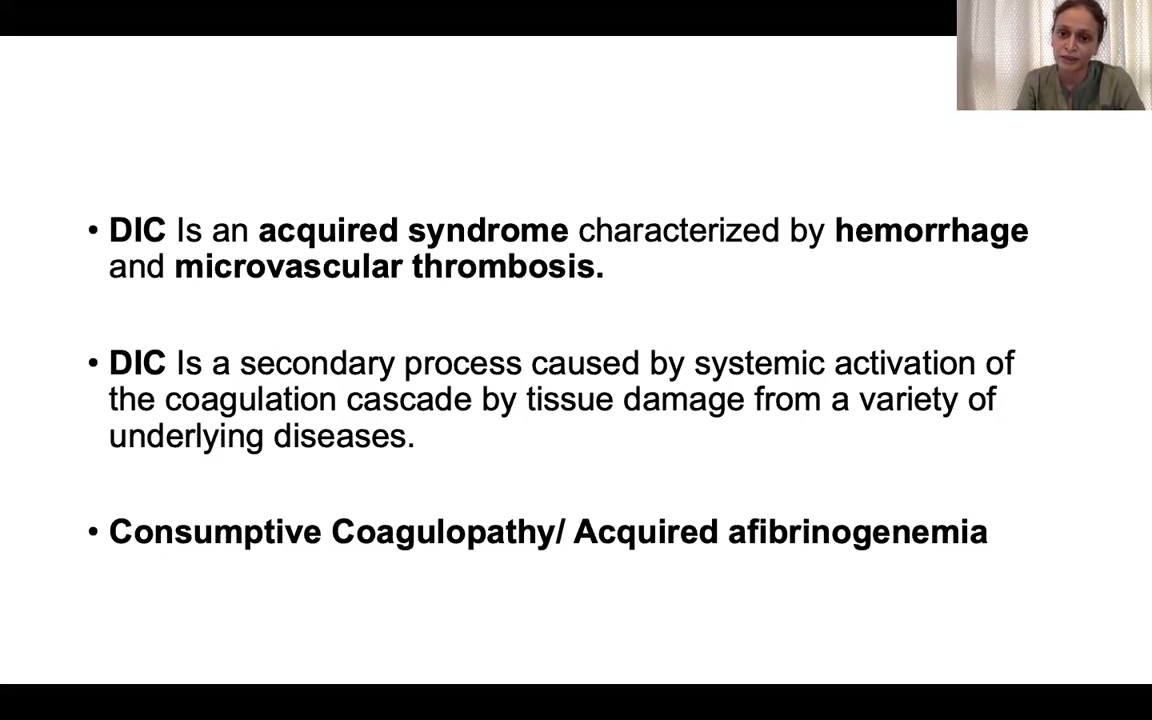 • DIC Is an acquired syndrome characterized by hemorrhage
and microvascular thrombosis.
• DIC Is a secondary process caused by systemic activation of
the coagulation cascade by tissue damage from a variety of
underlying diseases.
• Consumptive Coagulopathy/ Acquired afibrinogenemia